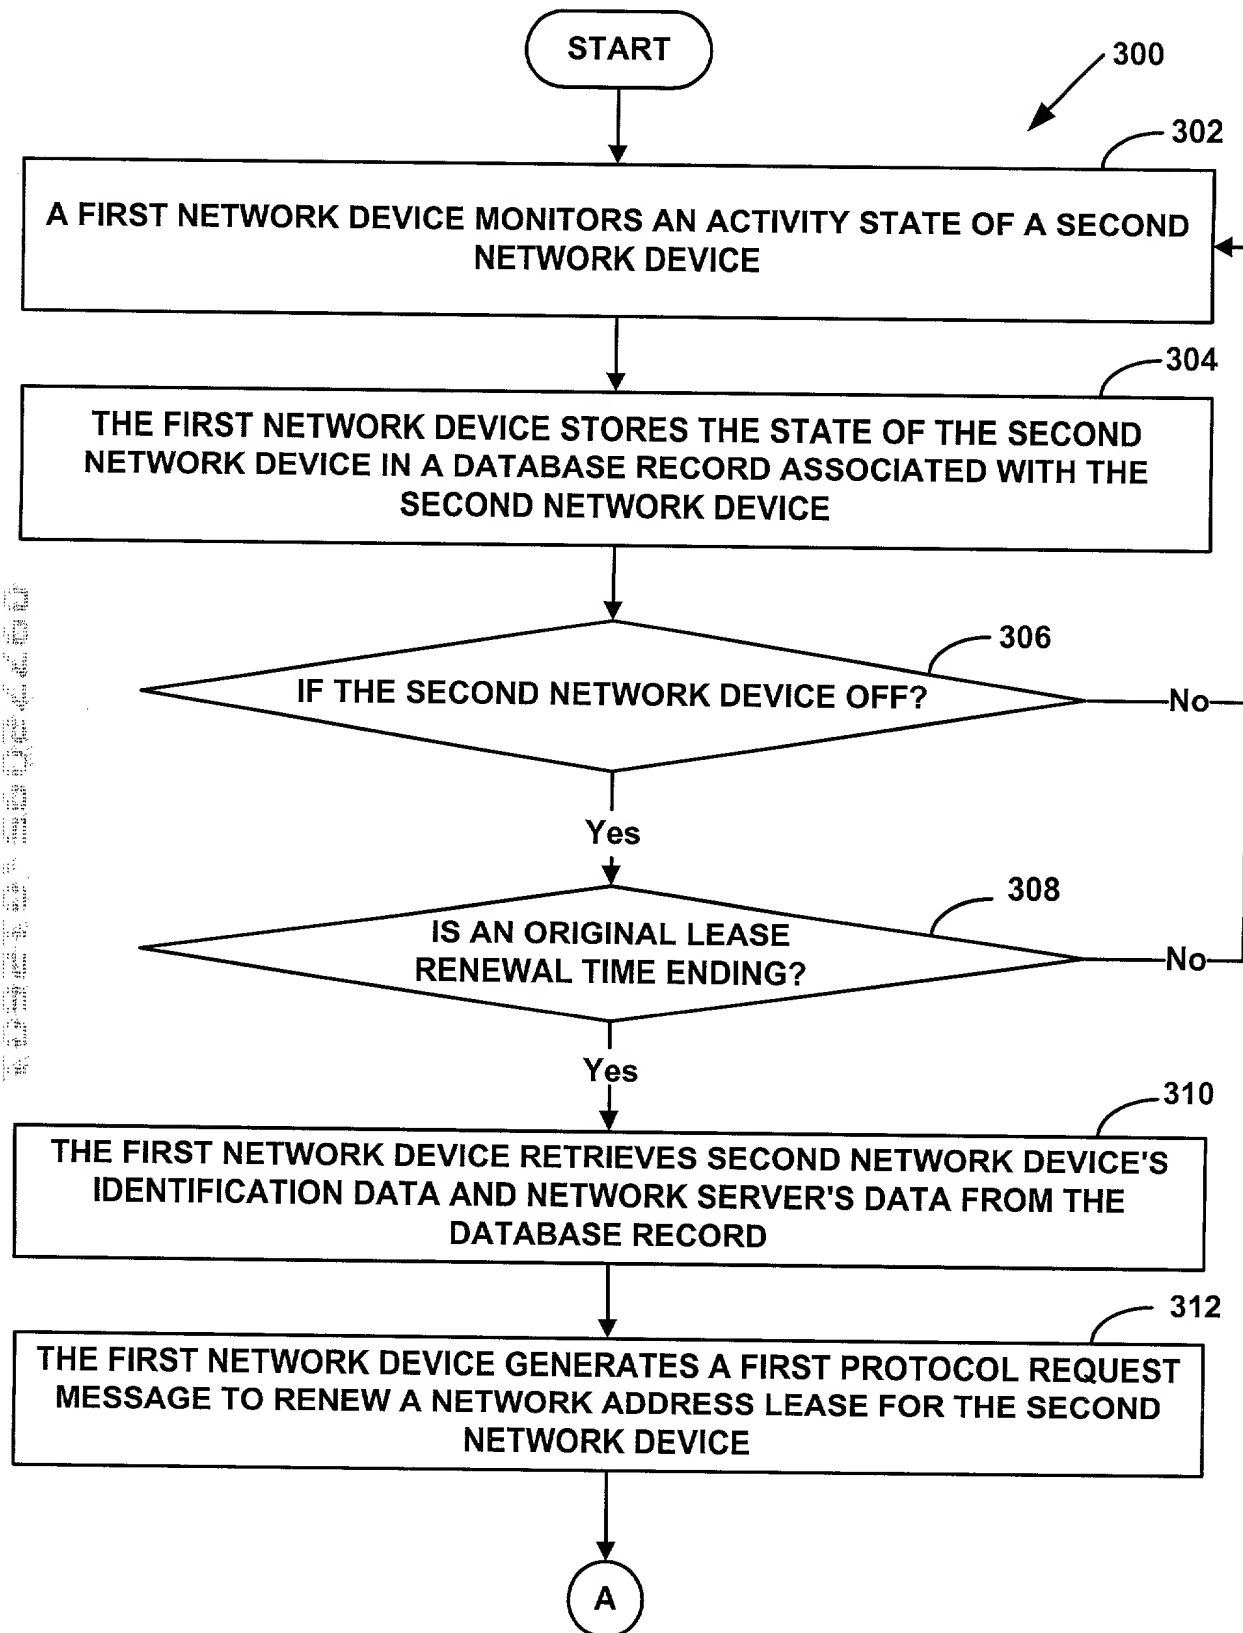 START
300
302
A FIRST NETWORK DEVICE MONITORS AN ACTIVITY STATE OF A SECOND
NETWORK DEVICE
304
THE FIRST NETWORK DEVICE STORES THE STATE OF THE SECOND
NETWORK DEVICE IN A DATABASE RECORD ASSOCIATED WITH THE
SECOND NETWORK DEVICE
306
IF THE SECOND NETWORK DEVICE OFF?
No
Yes
308
IS AN ORIGINAL LEASE
RENEWAL TIME ENDING?
No
Yes
310
THE FIRST NETWORK DEVICE RETRIEVES SECOND NETWORK DEVICE'S
IDENTIFICATION DATA AND NETWORK SERVER'S DATA FROM THE
DATABASE RECORD
312
THE FIRST NETWORK DEVICE GENERATES A FIRST PROTOCOL REQUEST
MESSAGE TO RENEW A NETWORK ADDRESS LEASE FOR THE SECOND
NETWORK DEVICE
A